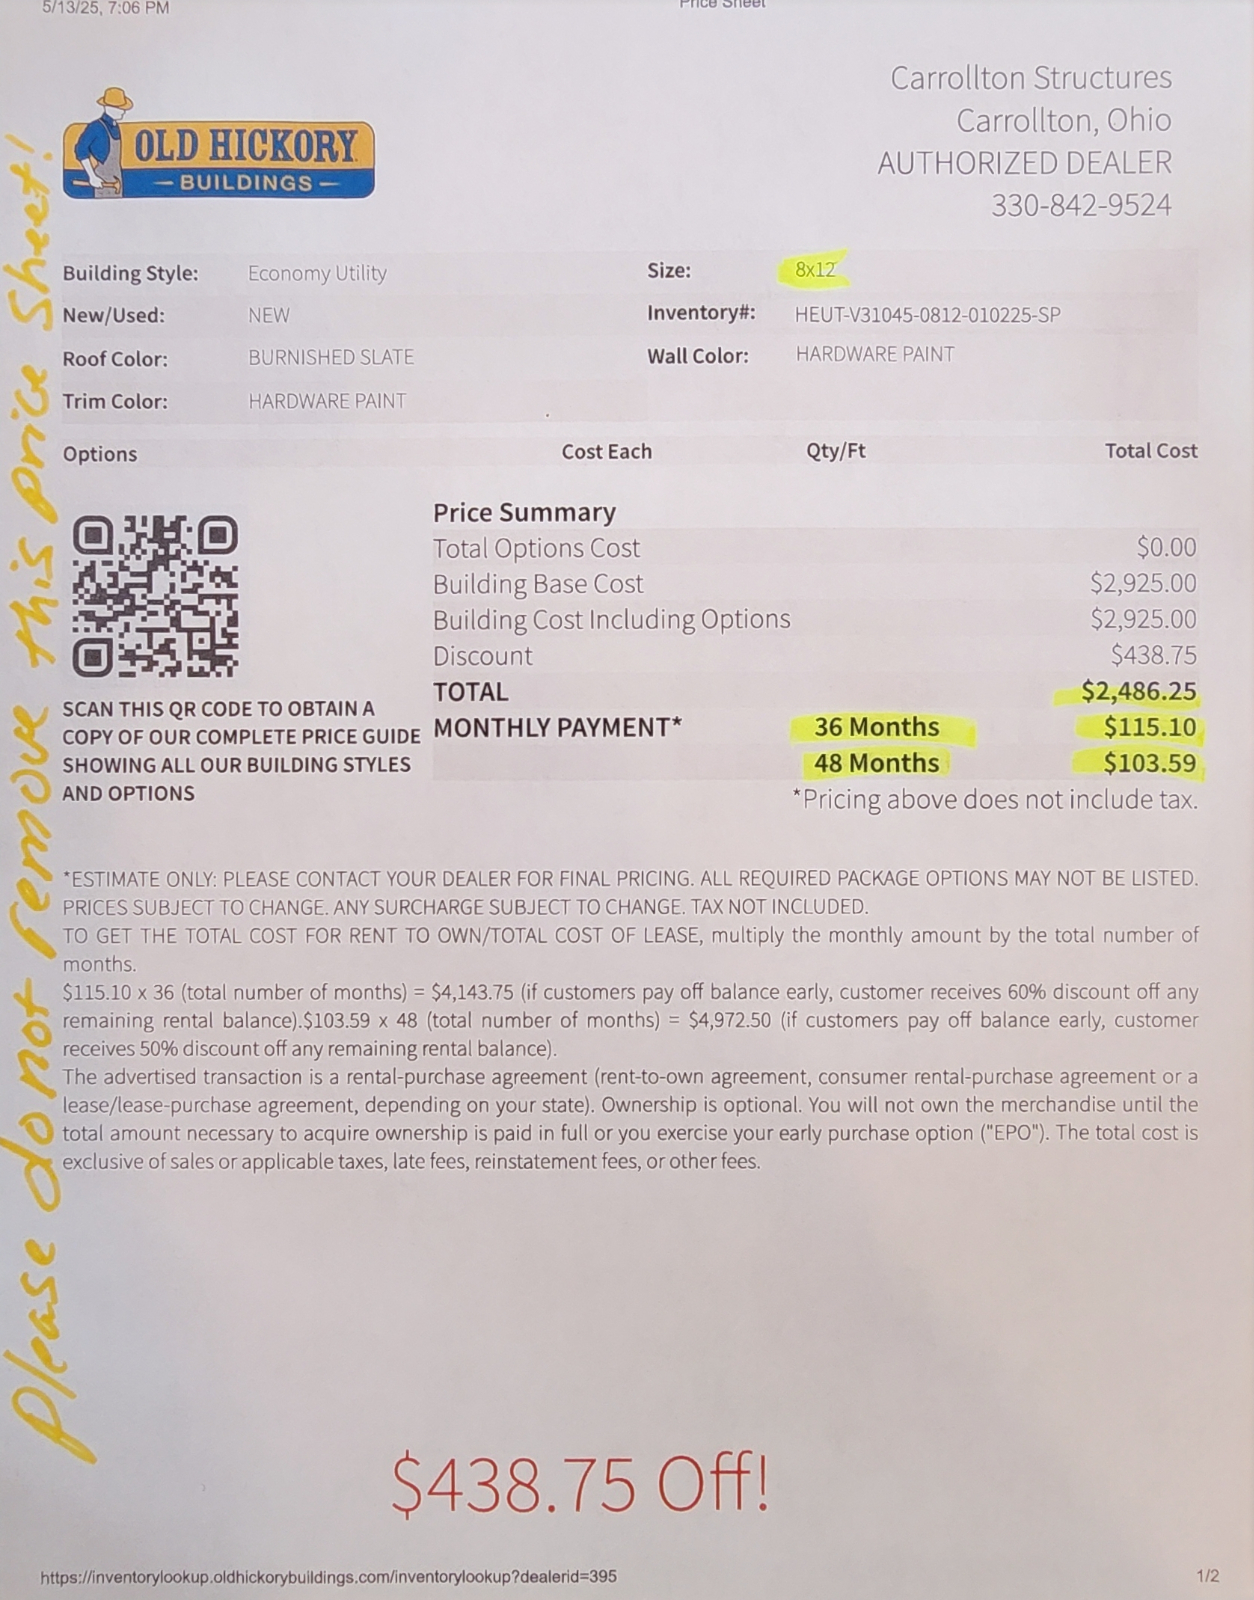 5/13/25, 7:06 PM
Price Sheet
OLD HICKORY
BUILDINGS
Carrollton Structures
Carrollton, Ohio
AUTHORIZED DEALER
330-842-9524
Please do not remove this price sheet!
Building Style: Economy Utility Size: 8x12
New/Used: NEW Inventory#: HEUT-V31045-0812-010225-SP
Roof Color: BURNISHED SLATE Wall Color: HARDWARE PAINT
Trim Color: HARDWARE PAINT
Options Cost Each Qty/Ft Total Cost
Price Summary
Total Options Cost $0.00
Building Base Cost $2,925.00
Building Cost Including Options $2,925.00
Discount $438.75
TOTAL $2,486.25
MONTHLY PAYMENT* 36 Months $115.10
48 Months $103.59
*Pricing above does not include tax.
SCAN THIS QR CODE TO OBTAIN A
COPY OF OUR COMPLETE PRICE GUIDE
SHOWING ALL OUR BUILDING STYLES
AND OPTIONS
*ESTIMATE ONLY: PLEASE CONTACT YOUR DEALER FOR FINAL PRICING. ALL REQUIRED PACKAGE OPTIONS MAY NOT BE LISTED.
PRICES SUBJECT TO CHANGE. ANY SURCHARGE SUBJECT TO CHANGE. TAX NOT INCLUDED.
TO GET THE TOTAL COST FOR RENT TO OWN/TOTAL COST OF LEASE, multiply the monthly amount by the total number of
months.
$115.10 x 36 (total number of months) = $4,143.75 (if customers pay off balance early, customer receives 60% discount off any
remaining rental balance).$103.59 x 48 (total number of months) = $4,972.50 (if customers pay off balance early, customer
receives 50% discount off any remaining rental balance).
The advertised transaction is a rental-purchase agreement (rent-to-own agreement, consumer rental-purchase agreement or a
lease/lease-purchase agreement, depending on your state). Ownership is optional. You will not own the merchandise until the
total amount necessary to acquire ownership is paid in full or you exercise your early purchase option ("EPO"). The total cost is
exclusive of sales or applicable taxes, late fees, reinstatement fees, or other fees.
$438.75 Off!
https://inventorylookup.oldhickorybuildings.com/inventorylookup?dealerid=395
1/2